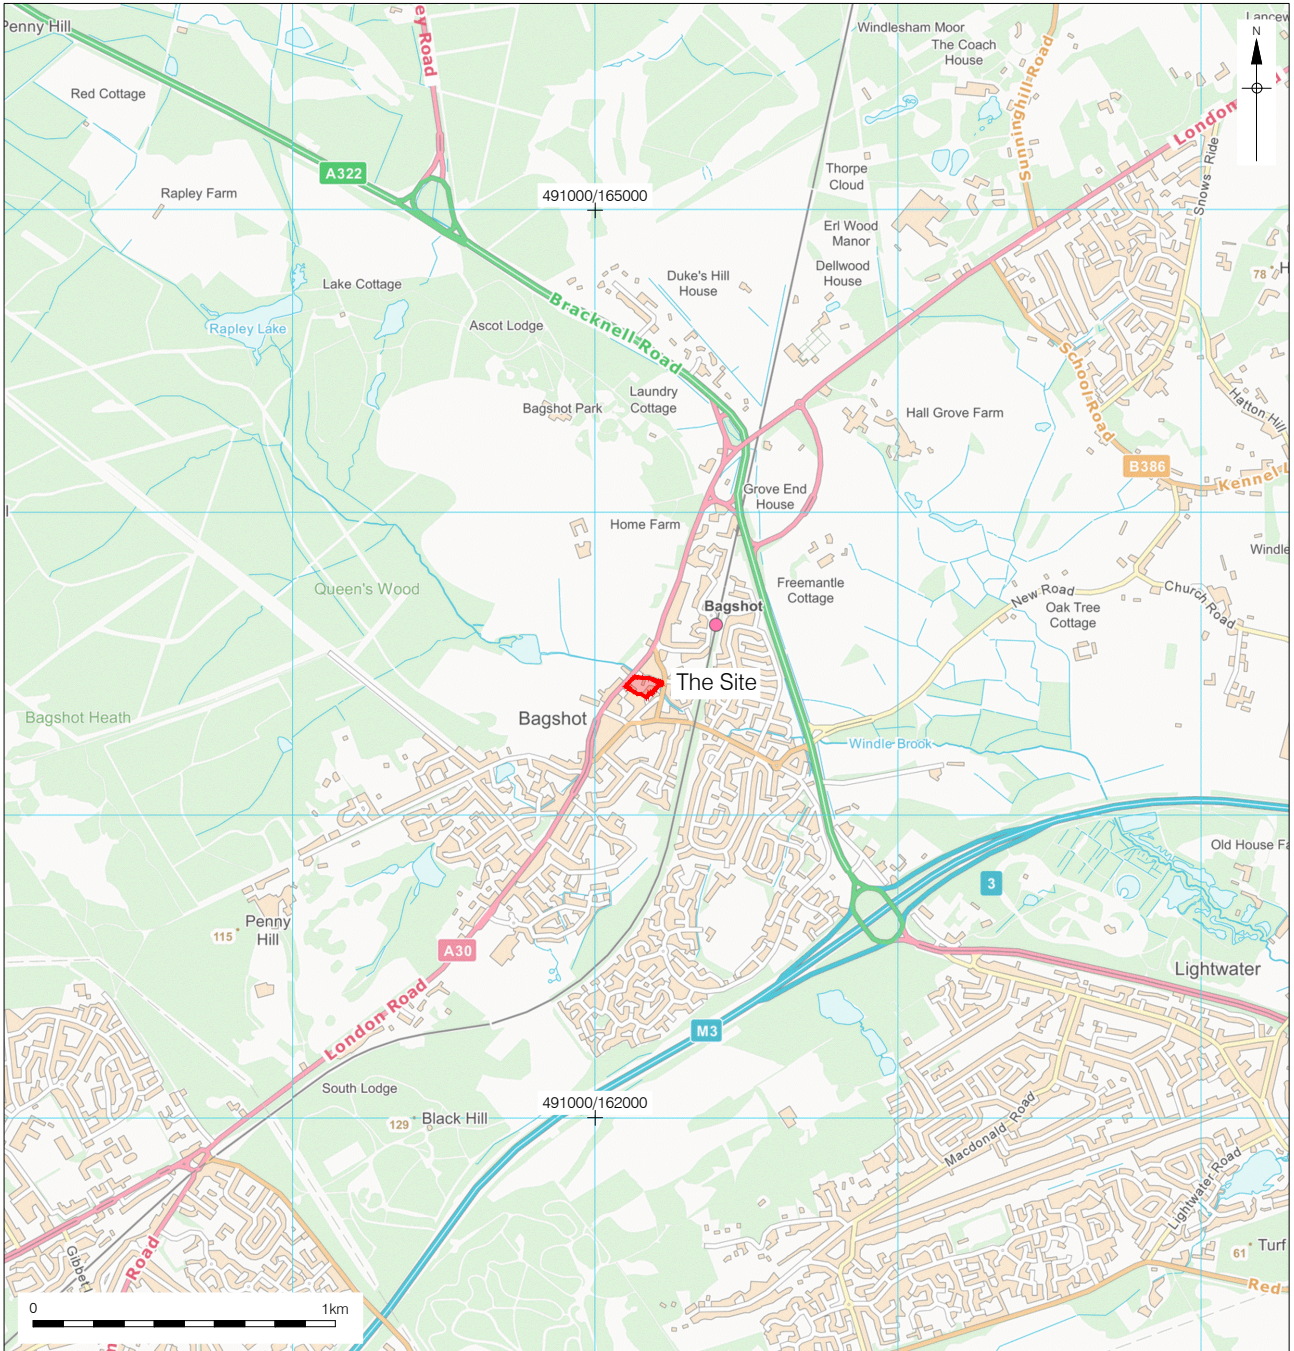 Penny Hill
ey Road
Windlesham Moor
The Coach
House
Lancew
N
Red Cottage
Sunninghill Road
London
A322
Rapley Farm
491000/165000
Thorpe
Cloud
Snows Ride
Erl Wood
Manor
Dellwood
House
Duke's Hill
House
78
H
Lake Cottage
Rapley Lake
Ascot Lodge
Bracknell Road
School Road
Laundry
Cottage
Bagshot Park
Hall Grove Farm
Hatton Hill
B386
Kennel L
Grove End
House
Home Farm
Windle
Queen's Wood
Freemantle
Cottage
New Road
Church Road
Bagshot
Oak Tree
Cottage
The Site
Bagshot Heath
Bagshot
Windle Brook
Old House Fa
3
Penny
Hill
115
A30
Lightwater
London Road
M3
South Lodge
491000/162000
129
Black Hill
Macdonald Road
Lightwater Road
Gibbet
Road
61
Turf
Red
0
1km